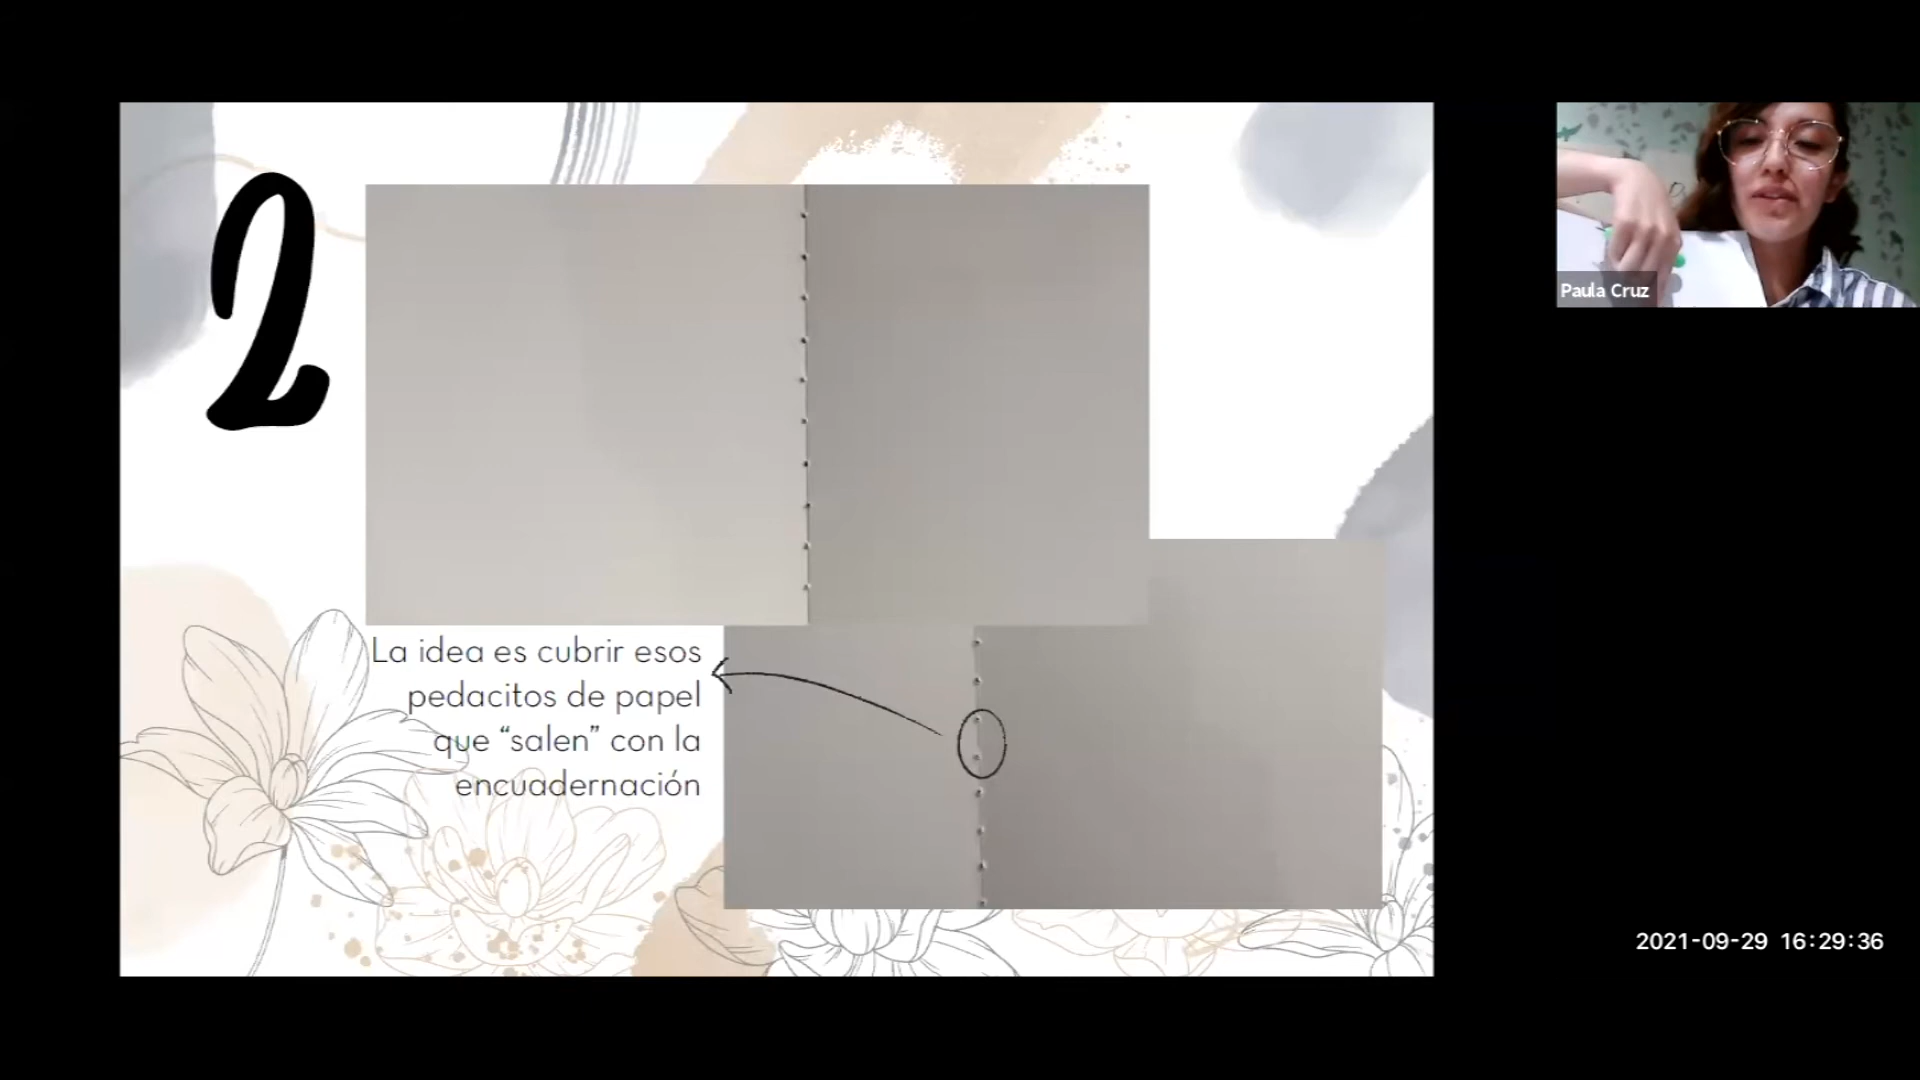 2
La idea es cubrir esos
pedacitos de papel
que “salen” con la
encuadernación
Paula Cruz
2021-09-29 16:29:36